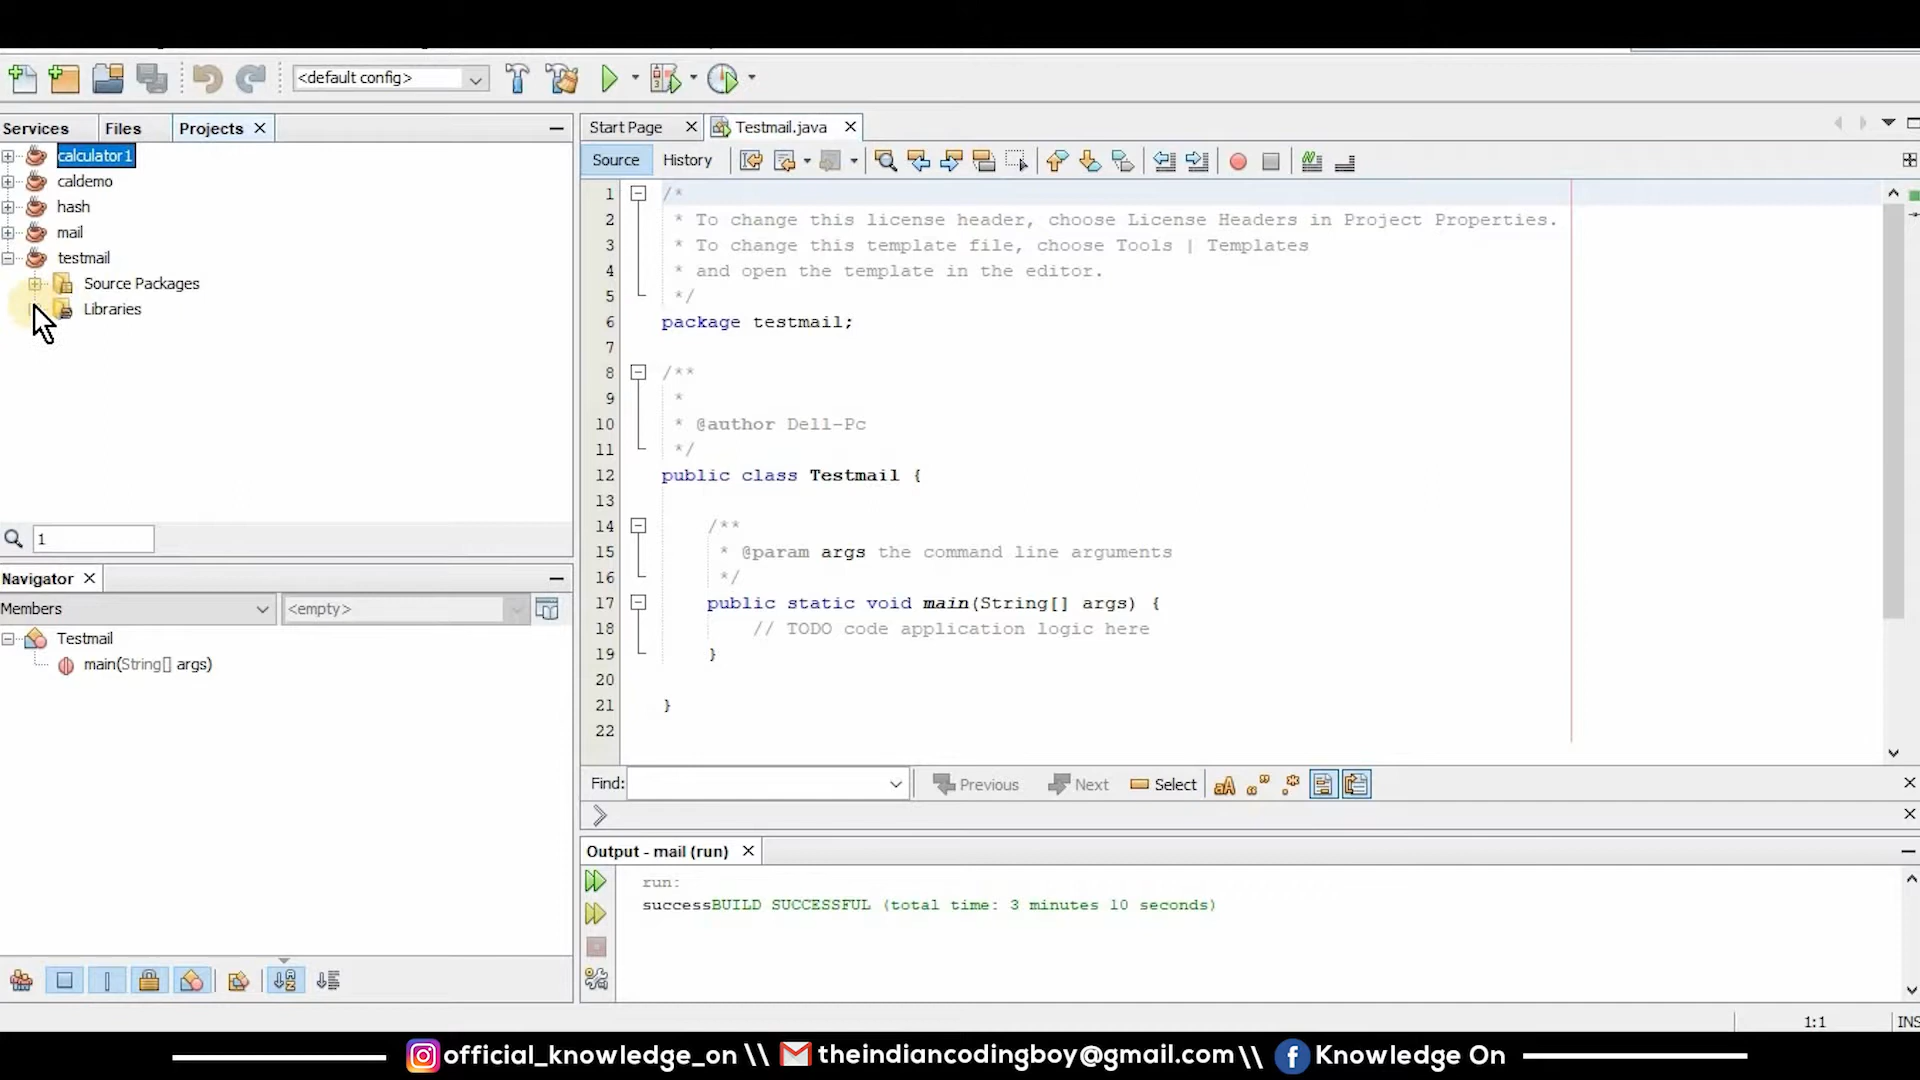 <default config>
Services Files Projects
calculator1
caldemo
hash
mail
testmail
Source Packages
Libraries
1
Navigator
Members <empty>
Testmail
main(String[] args)
Start Page Testmail.java
Source History
1 /*
2 * To change this license header, choose License Headers in Project Properties.
3 * To change this template file, choose Tools | Templates
4 * and open the template in the editor.
5 */
6 package testmail;
7
8 /**
9 *
10 * @author Dell-Pc
11 */
12 public class Testmail {
13
14 /**
15 * @param args the command line arguments
16 */
17 public static void main(String[] args) {
18 // TODO code application logic here
19 }
20
21 }
22
Find: Previous Next Select
Output - mail (run)
run:
successBUILD SUCCESSFUL (total time: 3 minutes 10 seconds)
1:1 INS
official_knowledge_on \\ theindiancodingboy@gmail.com \\ Knowledge On